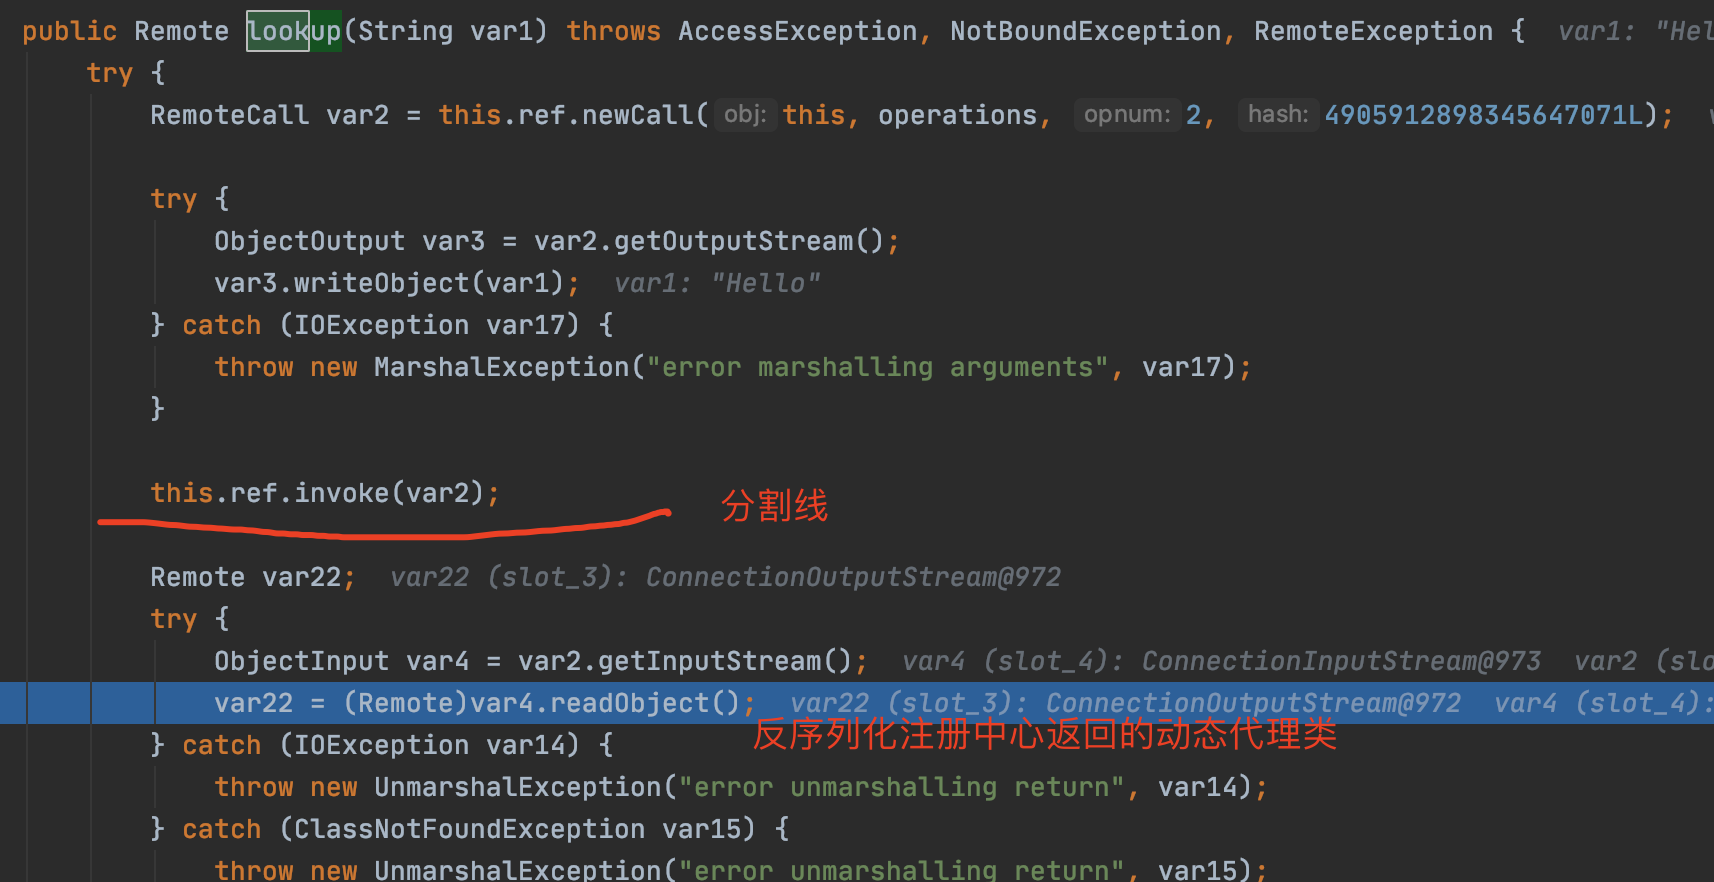 public Remote lookup(String var1) throws AccessException, NotBoundException, RemoteException {  var1: "Hel
try {
RemoteCall var2 = this.ref.newCall( obj: this, operations, opnum: 2, hash: 4905912898345647071L);
try {
ObjectOutput var3 = var2.getOutputStream();
var3.writeObject(var1);  var1: "Hello"
} catch (IOException var17) {
throw new MarshalException("error marshalling arguments", var17);
}
this.ref.invoke(var2);
分割线
Remote var22;  var22 (slot_3): ConnectionOutputStream@972
try {
ObjectInput var4 = var2.getInputStream();  var4 (slot_4): ConnectionInputStream@973  var2 (slo
var22 = (Remote)var4.readObject();  var22 (slot_3): ConnectionOutputStream@972  var4 (slot_4):
反序列化注册中心返回的动态代理类
} catch (IOException var14) {
throw new UnmarshalException("error unmarshalling return", var14);
} catch (ClassNotFoundException var15) {
throw new UnmarshalException("error unmarshalling return", var15);